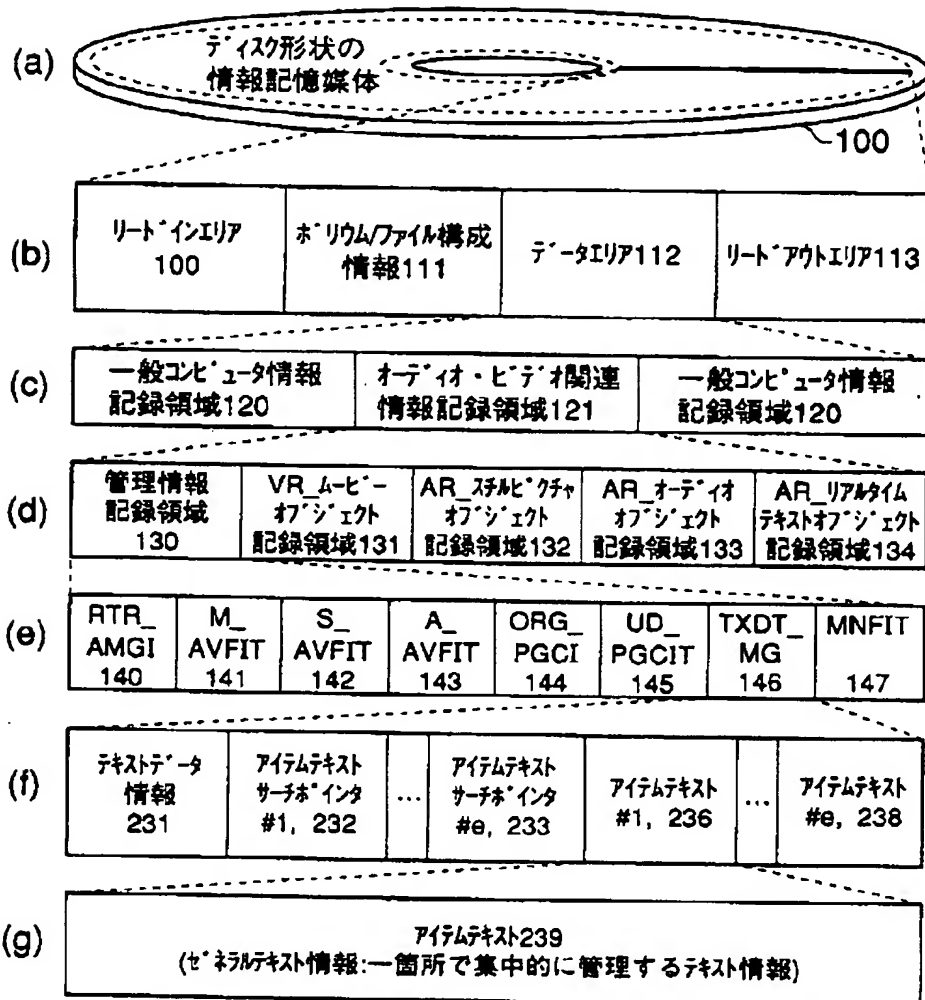 (a)
ディスク形状の
情報記憶媒体
100
(b)
リードインエリア
100
ボリウム/ファイル構成
情報111
データエリア112
リードアウトエリア113
(c)
一般コンピュータ情報
記録領域120
オーディオ・ビデオ関連
情報記録領域121
一般コンピュータ情報
記録領域120
(d)
管理情報
記録領域
130
VR_ムービー
オブジェクト
記録領域131
AR_スチルピクチャ
オブジェクト
記録領域132
AR_オーディオ
オブジェクト
記録領域133
AR_リアルタイム
テキストオブジェクト
記録領域134
(e)
RTR_
AMGI
140
M_
AVFIT
141
S_
AVFIT
142
A_
AVFIT
143
ORG_
PGCI
144
UD_
PGCIT
145
TXDT_
MG
146
MNFIT
147
(f)
テキストデータ
情報
231
アイテムテキスト
サーチポインタ
#1, 232
...
アイテムテキスト
サーチポインタ
#e, 233
アイテムテキスト
#1, 236
...
アイテムテキスト
#e, 238
(g)
アイテムテキスト239
(ゼネラルテキスト情報:一箇所で集中的に管理するテキスト情報)